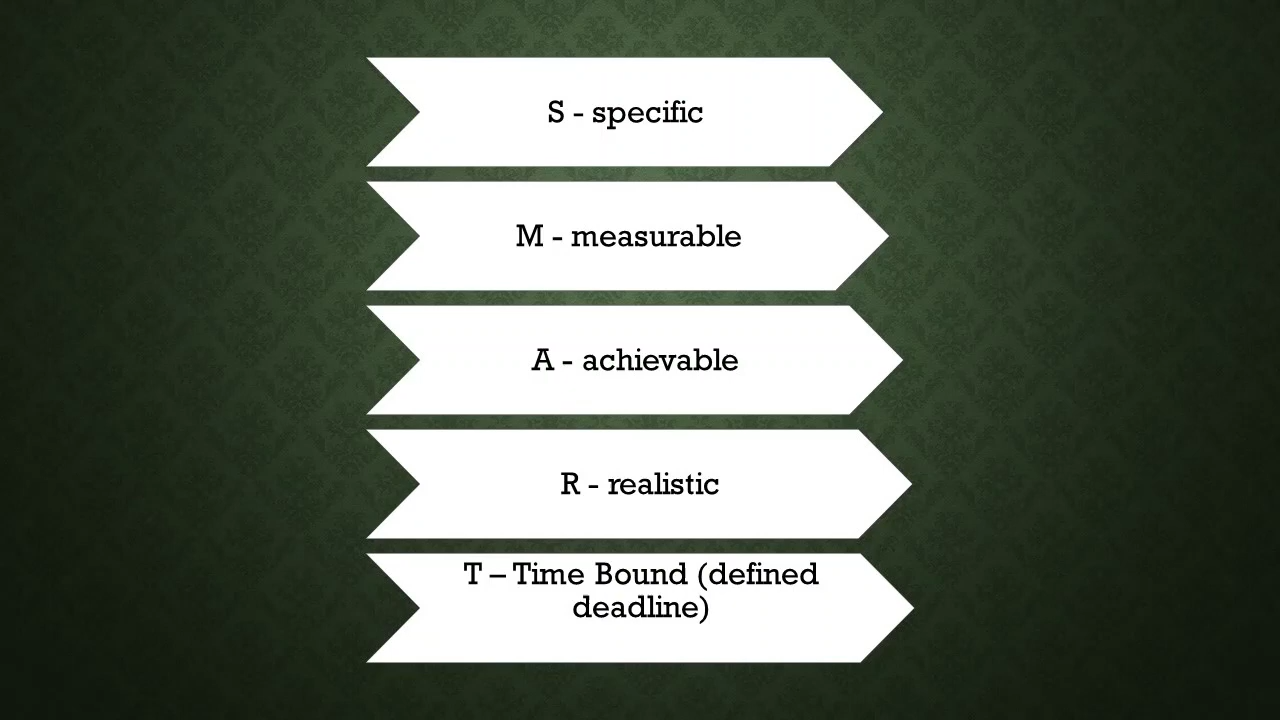 S - specific
M - measurable
A - achievable
R - realistic
T – Time Bound (defined
deadline)